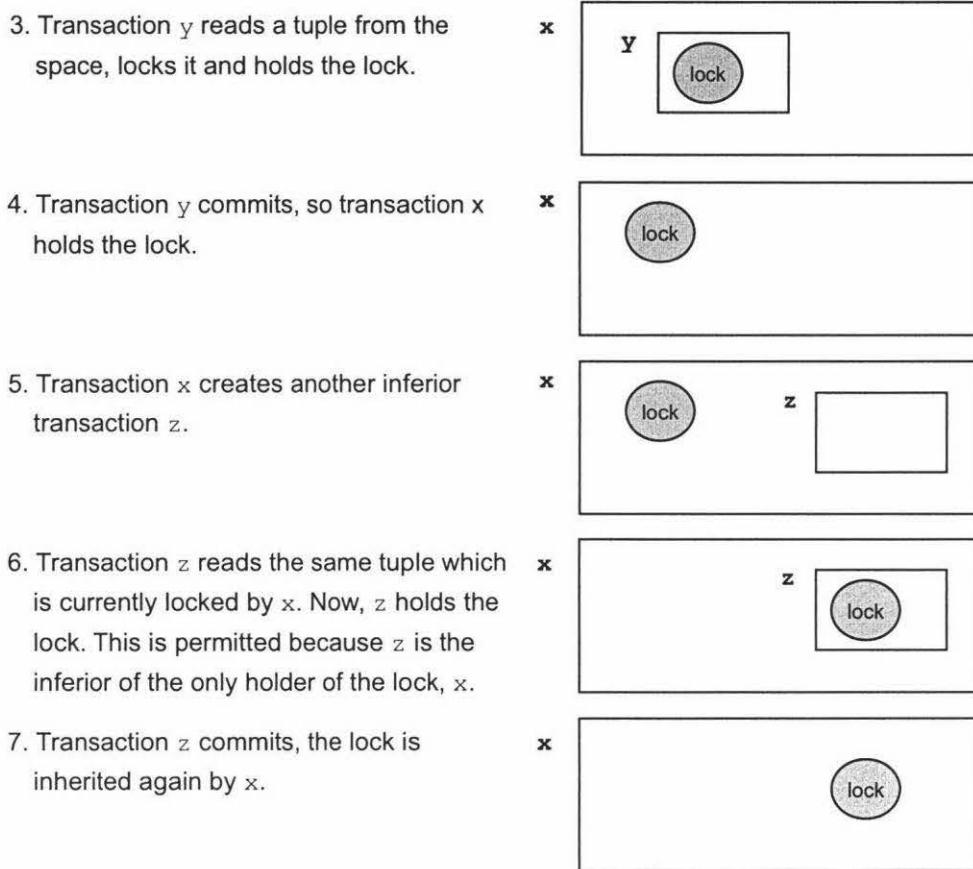 3. Transaction y reads a tuple from the
space, locks it and holds the lock.
x
y
lock
4. Transaction y commits, so transaction x
holds the lock.
x
lock
5. Transaction x creates another inferior
transaction z.
x
lock
z
6. Transaction z reads the same tuple which
is currently locked by x. Now, z holds the
lock. This is permitted because z is the
inferior of the only holder of the lock, x.
x
z
lock
7. Transaction z commits, the lock is
inherited again by x.
x
lock